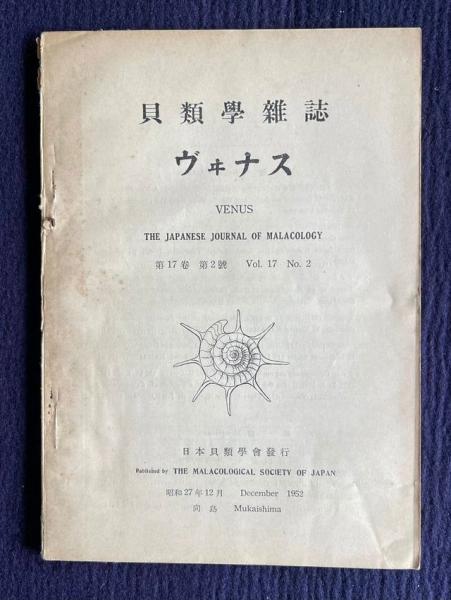 貝類學雜誌
ヴヰナス
VENUS
THE JAPANESE JOURNAL OF MALACOLOGY
第17卷 第2號 Vol. 17 No. 2
日本貝類學會發行
Published by THE MALACOLOGICAL SOCIETY OF JAPAN
昭和27年12月 December 1952
向島 Mukaishima